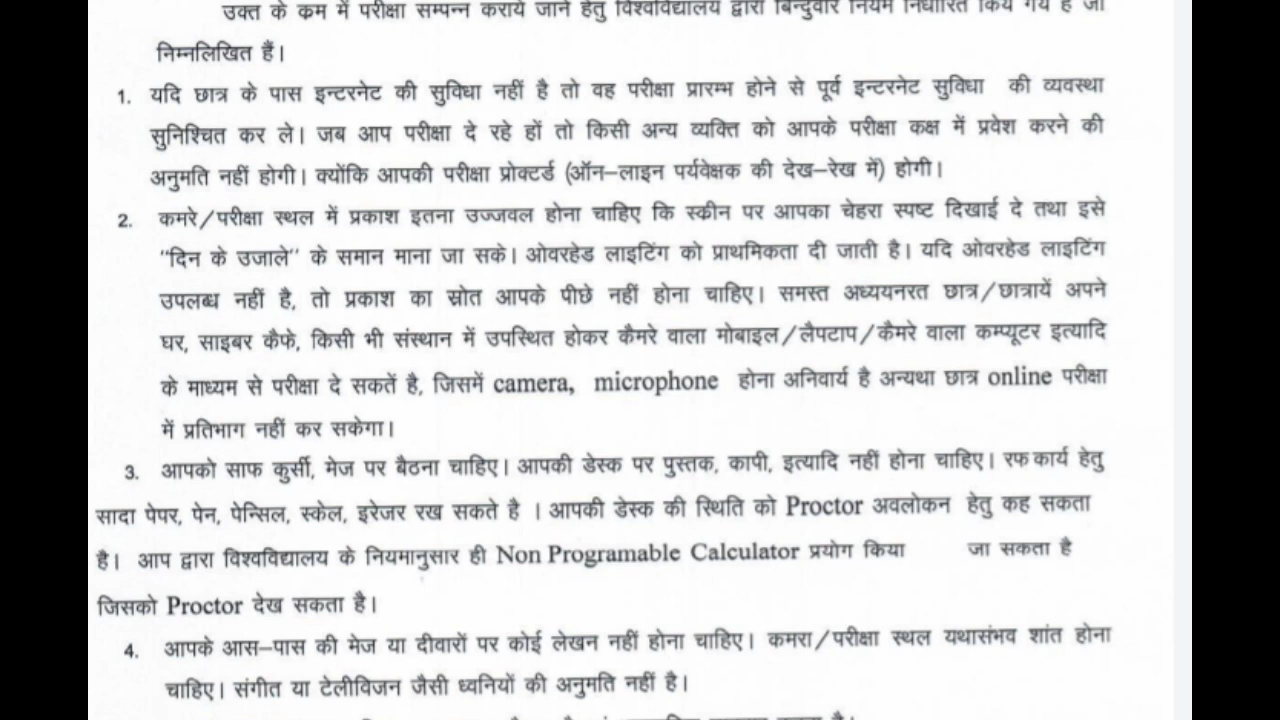 उक्त के कम में परीक्षा सम्पन्न कराये जाने हेतु विश्वविद्यालय द्वारा बिन्दुवार नियम निर्धारित किये गये है जो
निम्नलिखित हैं।
1. यदि छात्र के पास इन्टरनेट की सुविधा नहीं है तो वह परीक्षा प्रारम्भ होने से पूर्व इन्टरनेट सुविधा की व्यवस्था
सुनिश्चित कर ले। जब आप परीक्षा दे रहे हों तो किसी अन्य व्यक्ति को आपके परीक्षा कक्ष में प्रवेश करने की
अनुमति नहीं होगी। क्योंकि आपकी परीक्षा प्रोक्टर्ड (ऑन–लाइन पर्यवेक्षक की देख–रेख में) होगी।
2. कमरे/परीक्षा स्थल में प्रकाश इतना उज्जवल होना चाहिए कि स्कीन पर आपका चेहरा स्पष्ट दिखाई दे तथा इसे
"दिन के उजाले" के समान माना जा सके। ओवरहेड लाइटिंग को प्राथमिकता दी जाती है। यदि ओवरहेड लाइटिंग
उपलब्ध नहीं है, तो प्रकाश का स्रोत आपके पीछे नहीं होना चाहिए। समस्त अध्ययनरत छात्र/छात्रायें अपने
घर, साइबर कैफे, किसी भी संस्थान में उपस्थित होकर कैमरे वाला मोबाइल/लैपटाप/कैमरे वाला कम्प्यूटर इत्यादि
के माध्यम से परीक्षा दे सकतें है, जिसमें camera, microphone होना अनिवार्य है अन्यथा छात्र online परीक्षा
में प्रतिभाग नहीं कर सकेगा।
3. आपको साफ कुर्सी, मेज पर बैठना चाहिए। आपकी डेस्क पर पुस्तक, कापी, इत्यादि नहीं होना चाहिए। रफ कार्य हेतु
सादा पेपर, पेन, पेन्सिल, स्केल, इरेजर रख सकते है । आपकी डेस्क की स्थिति को Proctor अवलोकन हेतु कह सकता
है। आप द्वारा विश्वविद्यालय के नियमानुसार ही Non Programable Calculator प्रयोग किया जा सकता है
जिसको Proctor देख सकता है।
4. आपके आस–पास की मेज या दीवारों पर कोई लेखन नहीं होना चाहिए। कमरा/परीक्षा स्थल यथासंभव शांत होना
चाहिए। संगीत या टेलीविजन जैसी ध्वनियों की अनुमति नहीं है।